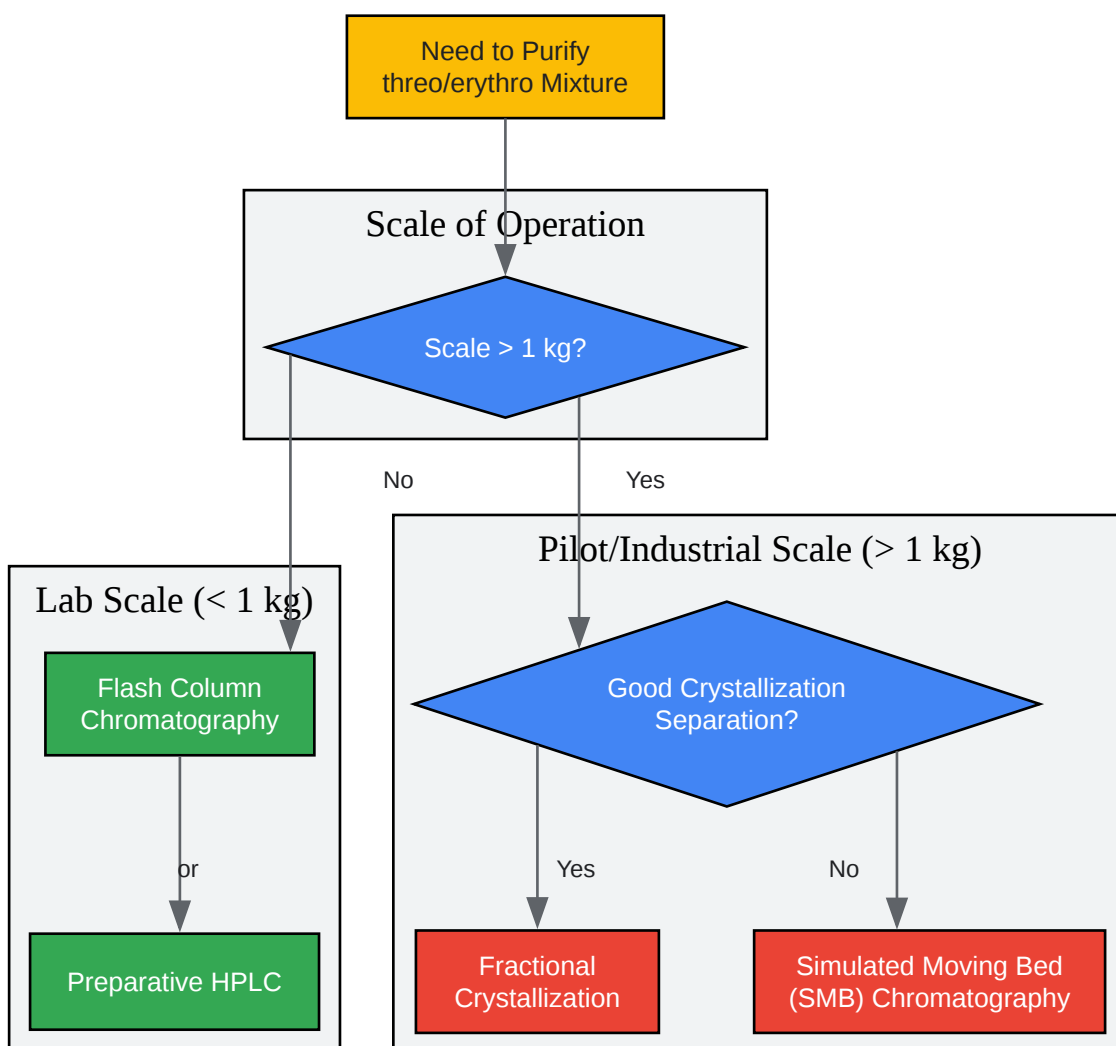 Need to Purify
threo/erythro Mixture
Scale of Operation
Scale > 1 kg?
No
Yes
Lab Scale (< 1 kg)
Flash Column
Chromatography
or
Preparative HPLC
Pilot/Industrial Scale (> 1 kg)
Good Crystallization
Separation?
Yes
No
Fractional
Crystallization
Simulated Moving Bed
(SMB) Chromatography